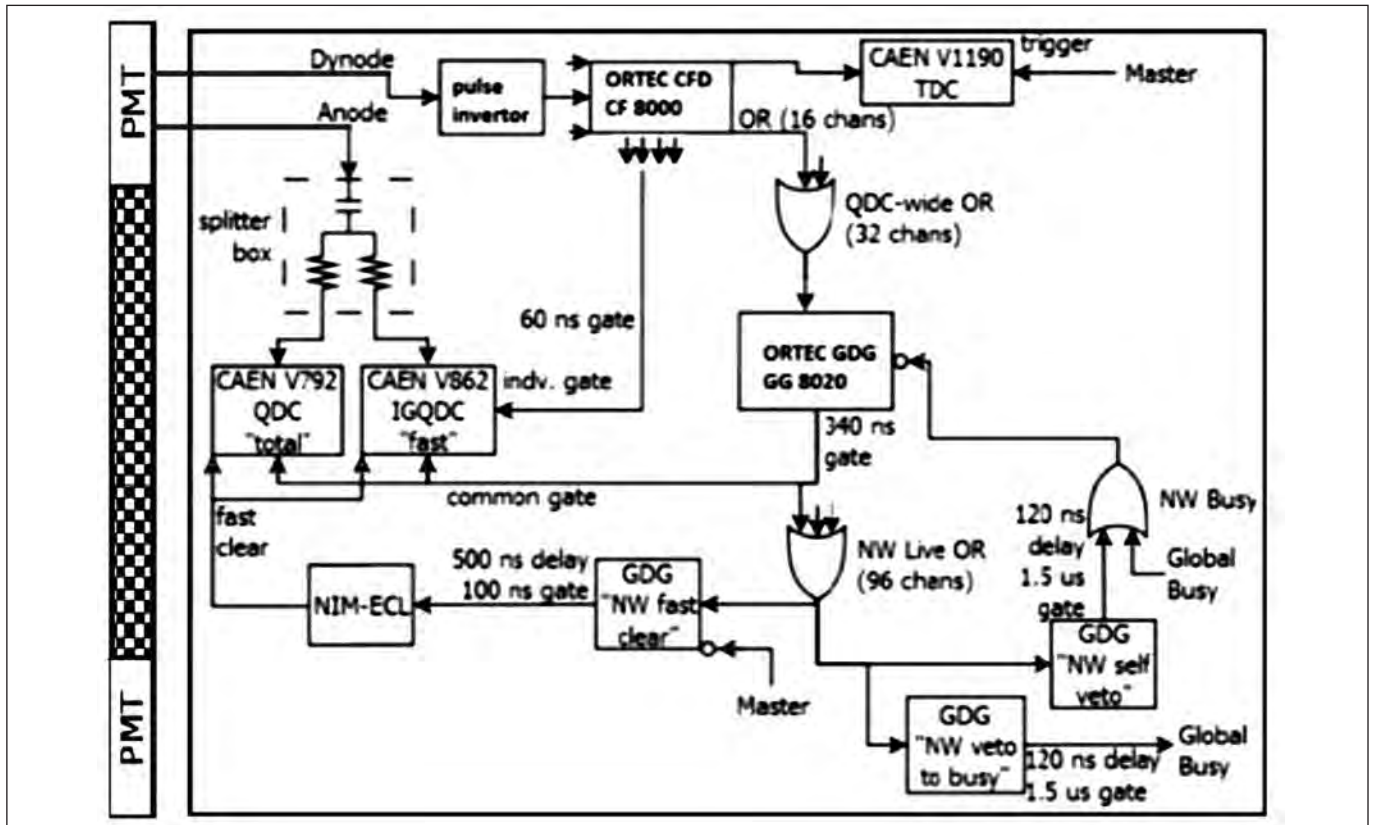 PMT
Dynode
Anode
pulse
invertor
ORTEC CFD
CF 8000
CAEN V1190
TDC
trigger
Master
OR (16 chans)
QDC-wide OR
(32 chans)
splitter
box
60 ns gate
ORTEC GDG
GG 8020
CAEN V792
QDC
"total"
CAEN V862
IGQDC
"fast"
indv. gate
340 ns
gate
common gate
fast
clear
NW Live OR
(96 chans)
NW Busy
120 ns
delay
1.5 us
gate
Global
Busy
500 ns delay
100 ns gate
NIM-ECL
GDG
"NW fast
clear"
Master
GDG
"NW self
veto"
PMT
GDG
"NW veto
to busy"
120 ns delay
1.5 us gate
Global
Busy